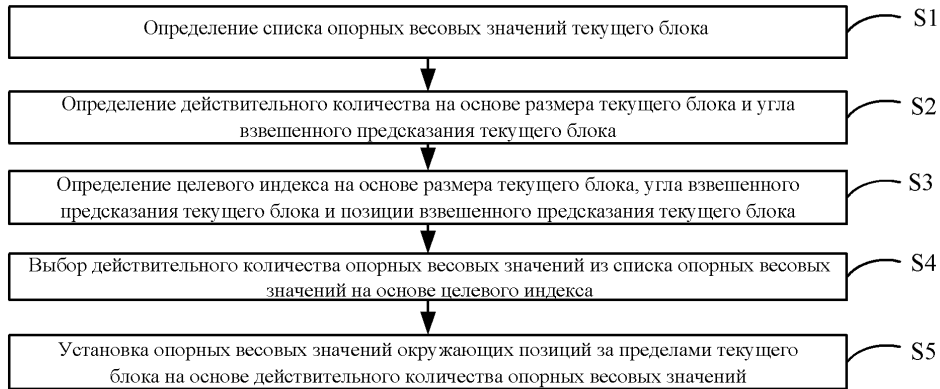 Определение списка опорных весовых значений текущего блока
S1
Определение действительного количества на основе размера текущего блока и угла
взвешенного предсказания текущего блока
S2
Определение целевого индекса на основе размера текущего блока, угла взвешенного
предсказания текущего блока и позиции взвешенного предсказания текущего блока
S3
Выбор действительного количества опорных весовых значений из списка опорных весовых
значений на основе целевого индекса
S4
Установка опорных весовых значений окружающих позиций за пределами текущего
блока на основе действительного количества опорных весовых значений
S5